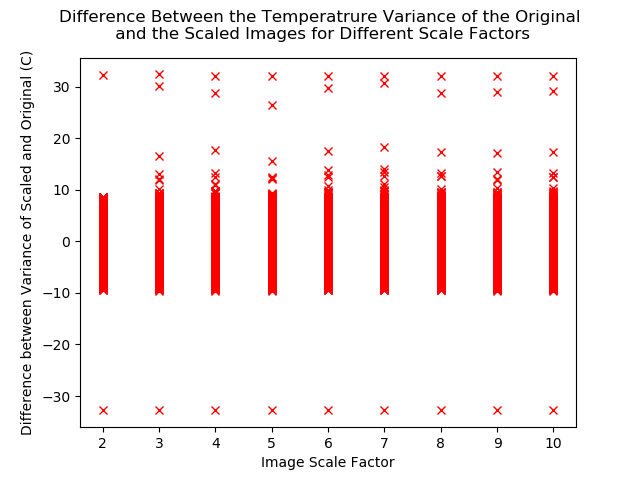 Difference Between the Temperatrure Variance of the Original
and the Scaled Images for Different Scale Factors
Difference between Variance of Scaled and Original (C)
30
20
10
0
−10
−20
−30
2 3 4 5 6 7 8 9 10
Image Scale Factor